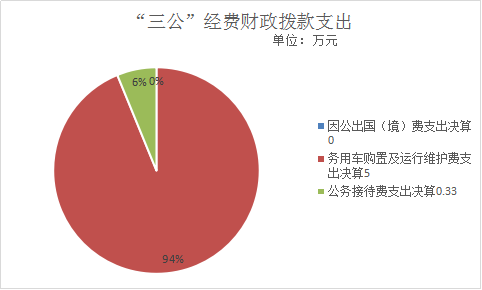 “三公”经费财政拨款支出
单位：万元
6%
0%
94%
因公出国（境）费支出决算
0
务用车购置及运行维护费支
出决算5
公务接待费支出决算0.33